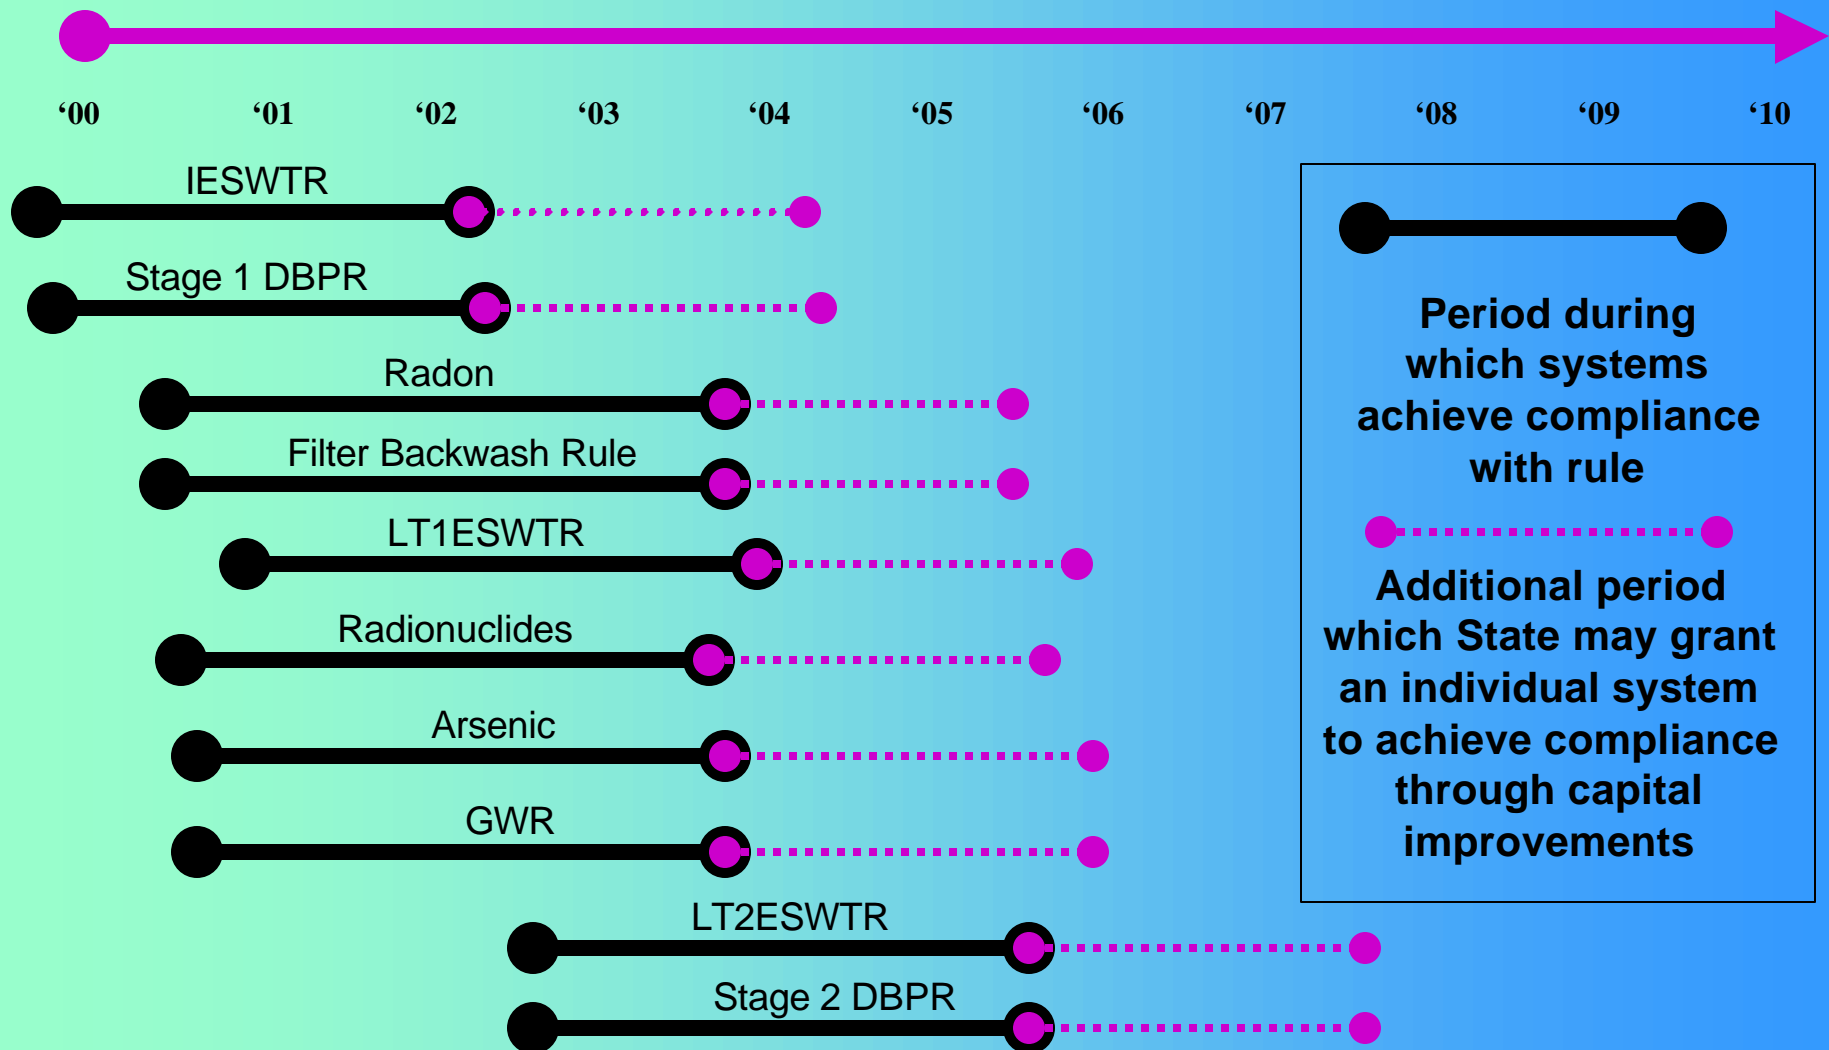 ‘00 ‘01 ‘02 ‘03 ‘04 ‘05 ‘06 ‘07 ‘08 ‘09 ‘10
IESWTR
Stage 1 DBPR
Radon
Filter Backwash Rule
LT1ESWTR
Radionuclides
Arsenic
GWR
LT2ESWTR
Stage 2 DBPR
Period during
which systems
achieve compliance
with rule
Additional period
which State may grant
an individual system
to achieve compliance
through capital
improvements